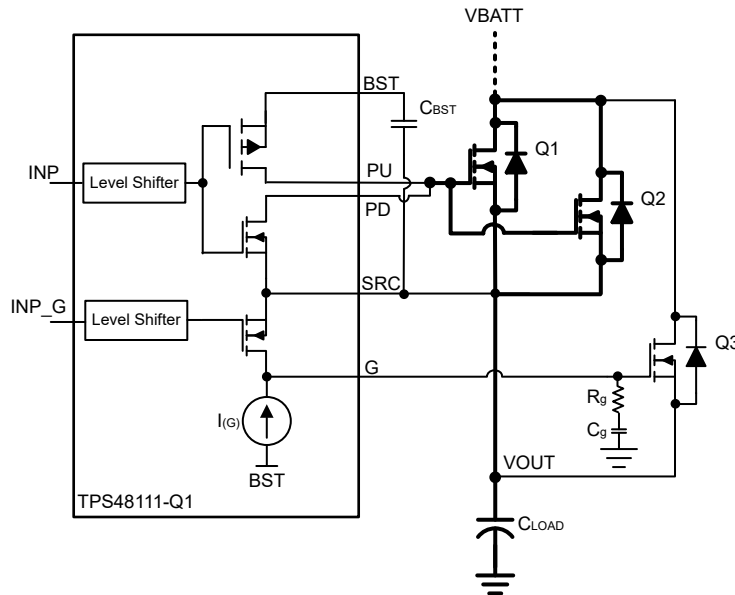 VBATT
BST
CBST
Q1
INP
Level Shifter
PU
PD
Q2
SRC
INP_G
Level Shifter
Q3
G
Rg
I(G)
Cg
VOUT
BST
TPS48111-Q1
CLOAD